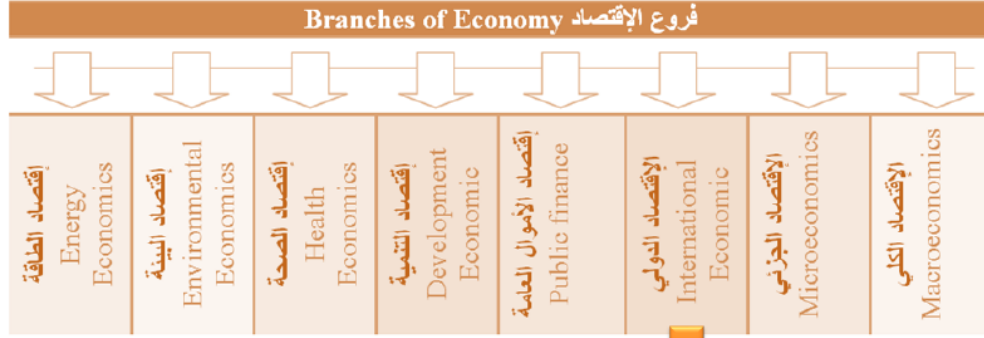 Branches of Economy فروع الإقتصاد
إقتصاد الطاقة
Energy
Economics
إقتصاد البيئة
Environmental
Economics
إقتصاد الصحة
Health
Economics
إقتصاد التنمية
Development
Economic
إقتصاد الأموال العامة
Public finance
الإقتصاد الدولي
International
Economic
الإقتصاد الجزئي
Microeconomics
الإقتصاد الكلي
Macroeconomics